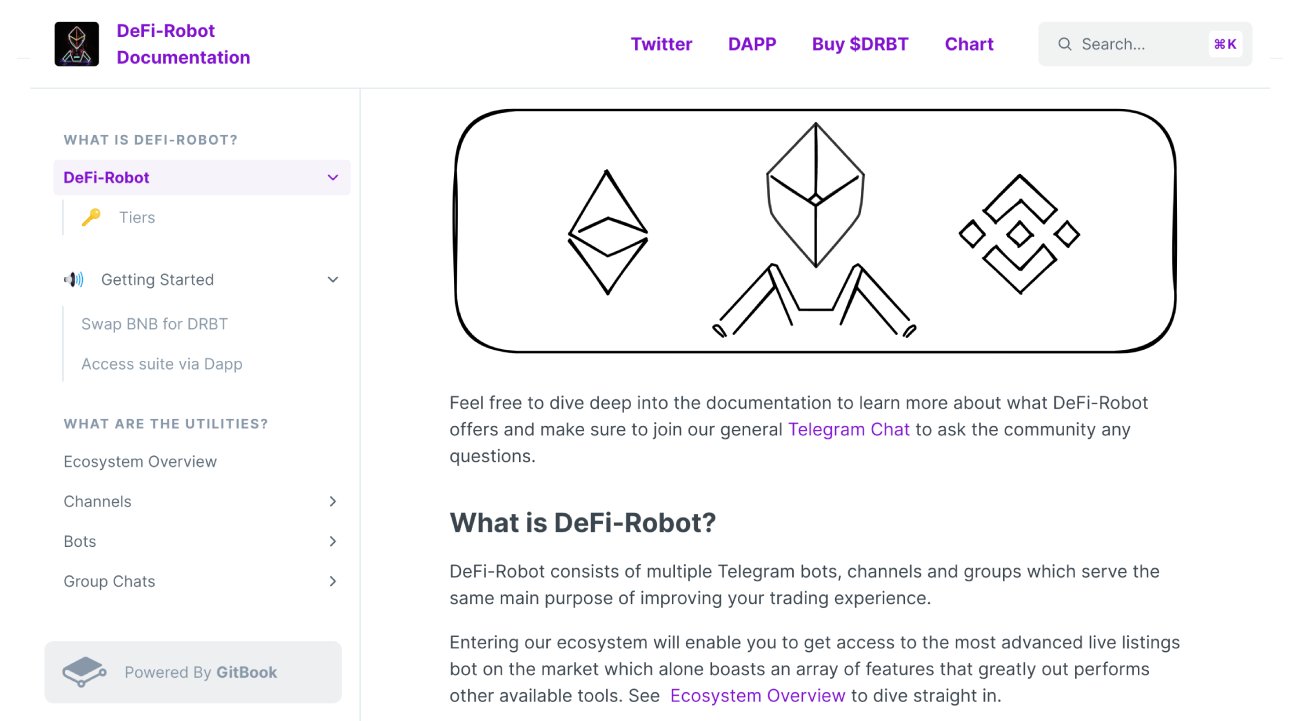 DeFi-Robot
Documentation
Twitter
DAPP
Buy $DRBT
Chart
Search...
⌘K
WHAT IS DEFI-ROBOT?
DeFi-Robot
Tiers
Getting Started
Swap BNB for DRBT
Access suite via Dapp
WHAT ARE THE UTILITIES?
Ecosystem Overview
Channels
Bots
Group Chats
Powered By GitBook
Feel free to dive deep into the documentation to learn more about what DeFi-Robot
offers and make sure to join our general Telegram Chat to ask the community any
questions.
What is DeFi-Robot?
DeFi-Robot consists of multiple Telegram bots, channels and groups which serve the
same main purpose of improving your trading experience.
Entering our ecosystem will enable you to get access to the most advanced live listings
bot on the market which alone boasts an array of features that greatly out performs
other available tools. See Ecosystem Overview to dive straight in.